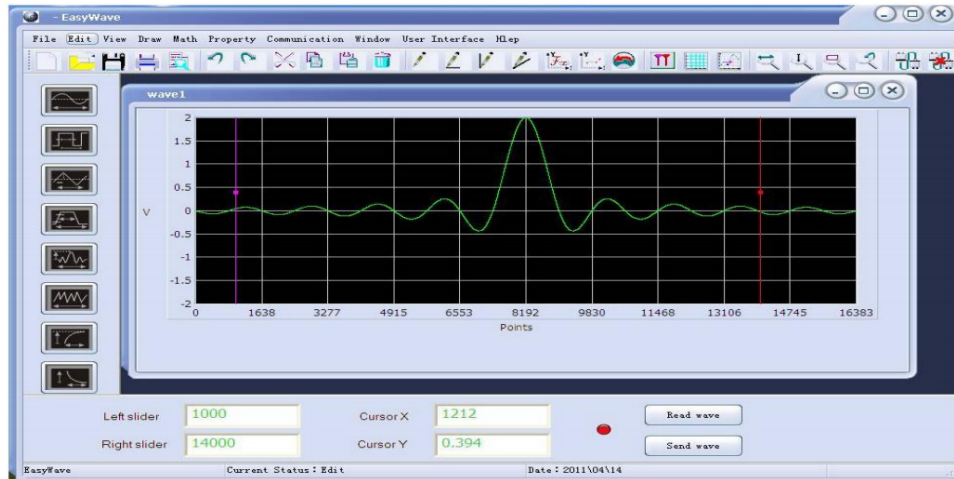 - EasyWave
File Edit View Draw Math Property Communication Window User Interface Hlep
wave1
2
1.5
1
0.5
V
0
-0.5
-1
-1.5
-2
0 1638 3277 4915 6553 8192 9830 11468 13106 14745 16383
Points
Left slider 1000 Cursor X 1212 Read wave
Right slider 14000 Cursor Y 0.394 Send wave
EasyWave Current Status: Edit Date: 2011\04\14